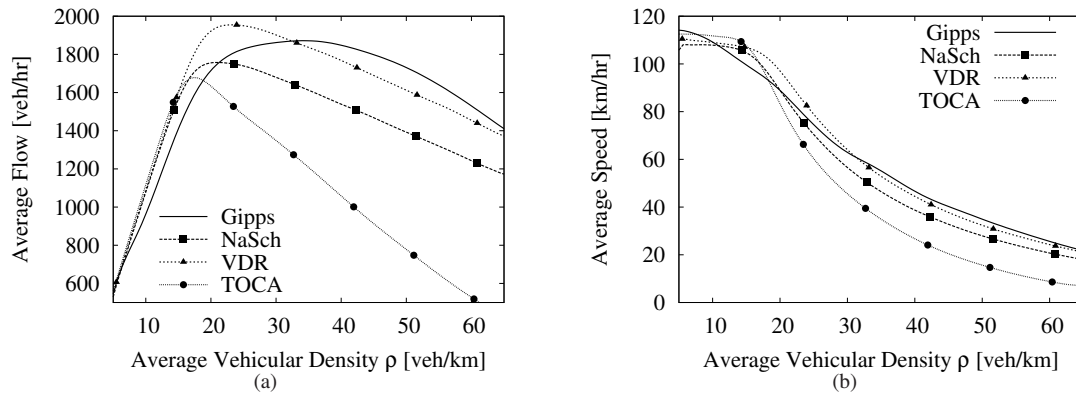 2000
1800
1600
1400
1200
1000
800
600
Average Flow [veh/hr]
10 20 30 40 50 60
Average Vehicular Density ρ [veh/km]
Gipps
NaSch
VDR
TOCA
(a)
120
100
80
60
40
20
0
Average Speed [km/hr]
10 20 30 40 50 60
Average Vehicular Density ρ [veh/km]
Gipps
NaSch
VDR
TOCA
(b)